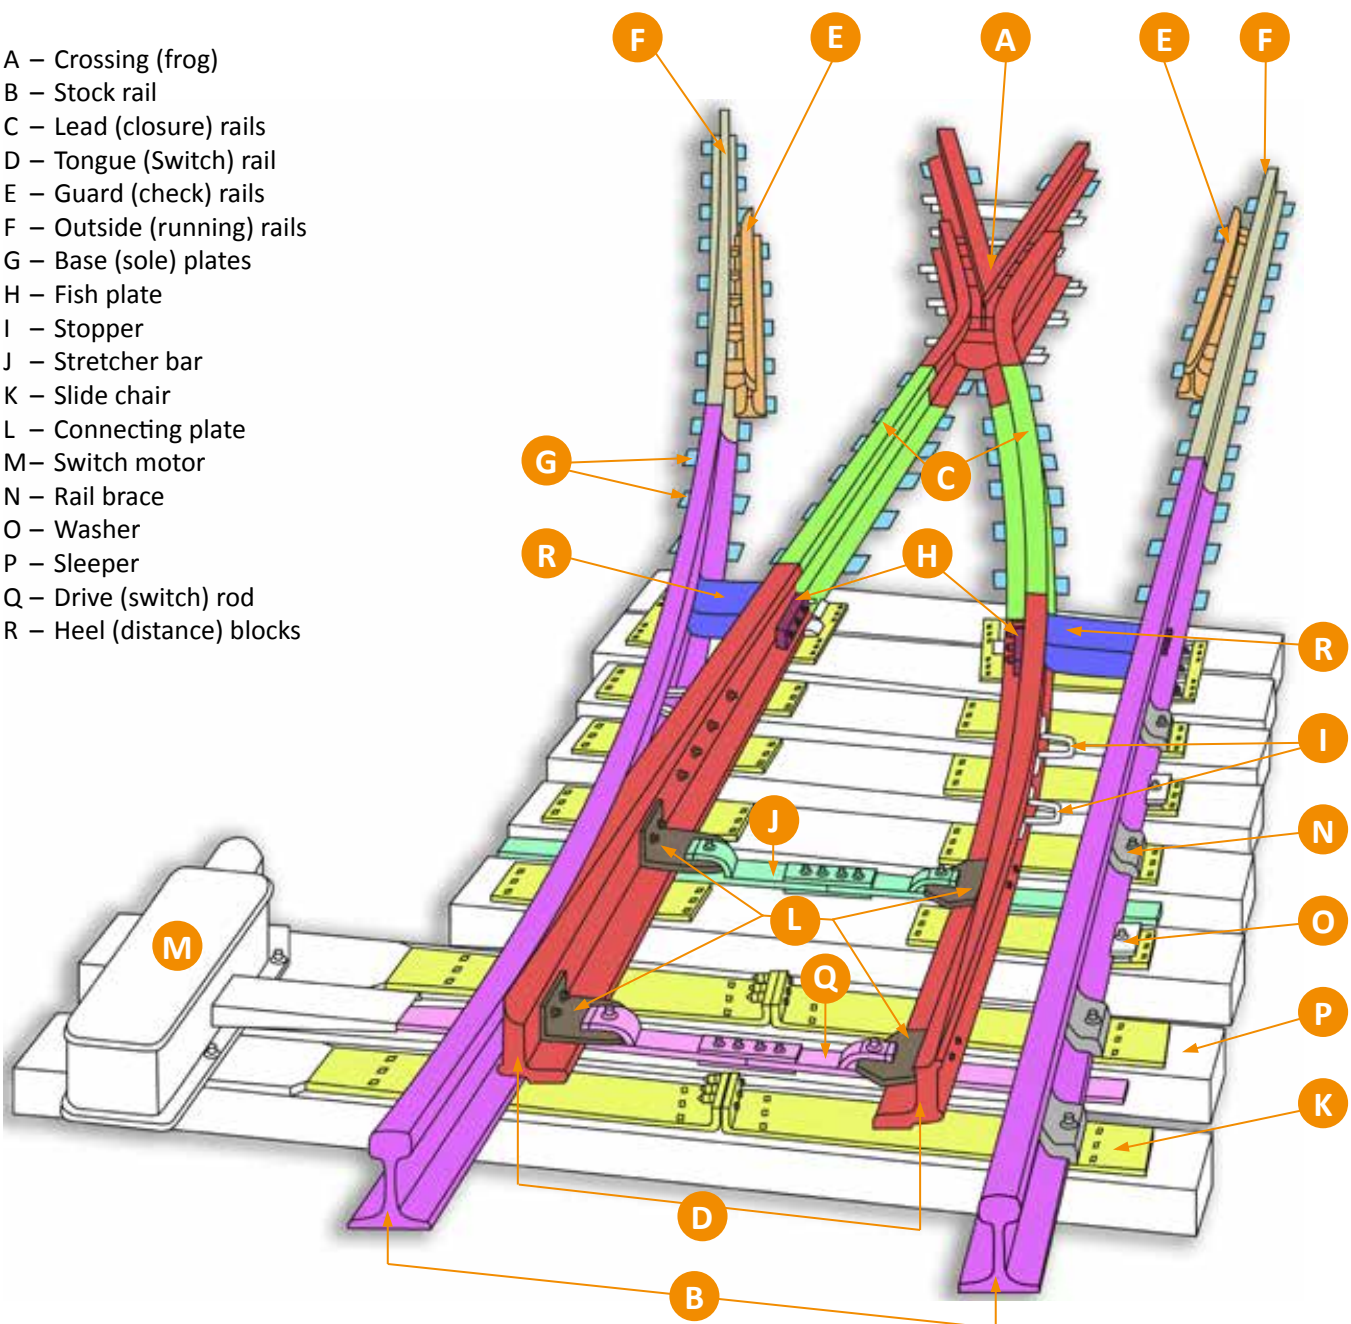 F E A E F
A – Crossing (frog)
B – Stock rail
C – Lead (closure) rails
D – Tongue (Switch) rail
E – Guard (check) rails
F – Outside (running) rails
G – Base (sole) plates
H – Fish plate
I – Stopper
J – Stretcher bar
K – Slide chair
L – Connecting plate
M – Switch motor
N – Rail brace
O – Washer
P – Sleeper
Q – Drive (switch) rod
R – Heel (distance) blocks
G
C
R
H
R
I
J
N
L
O
M
Q
P
K
D
B